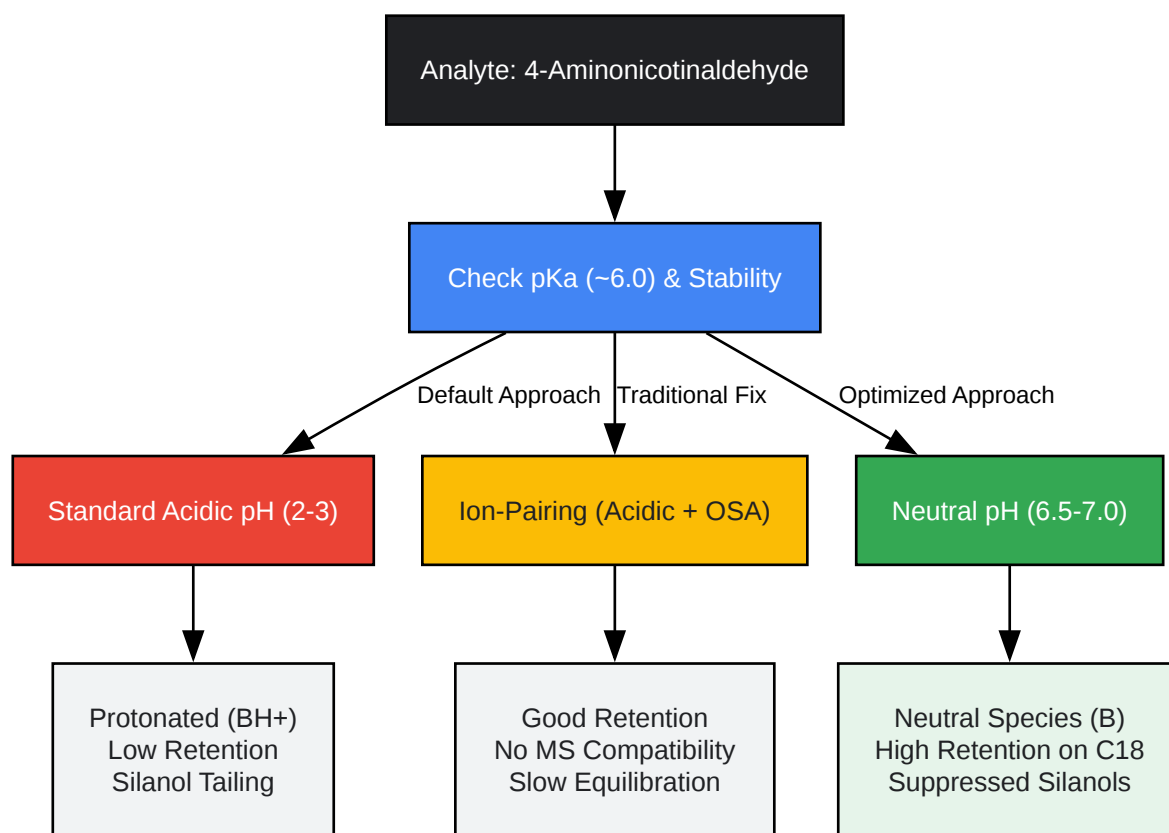 Analyte: 4-Aminonicotinaldehyde
Check pKa (~6.0) & Stability
Default Approach
Traditional Fix
Optimized Approach
Standard Acidic pH (2-3)
Ion-Pairing (Acidic + OSA)
Neutral pH (6.5-7.0)
Protonated (BH+)
Low Retention
Silanol Tailing
Good Retention
No MS Compatibility
Slow Equilibration
Neutral Species (B)
High Retention on C18
Suppressed Silanols